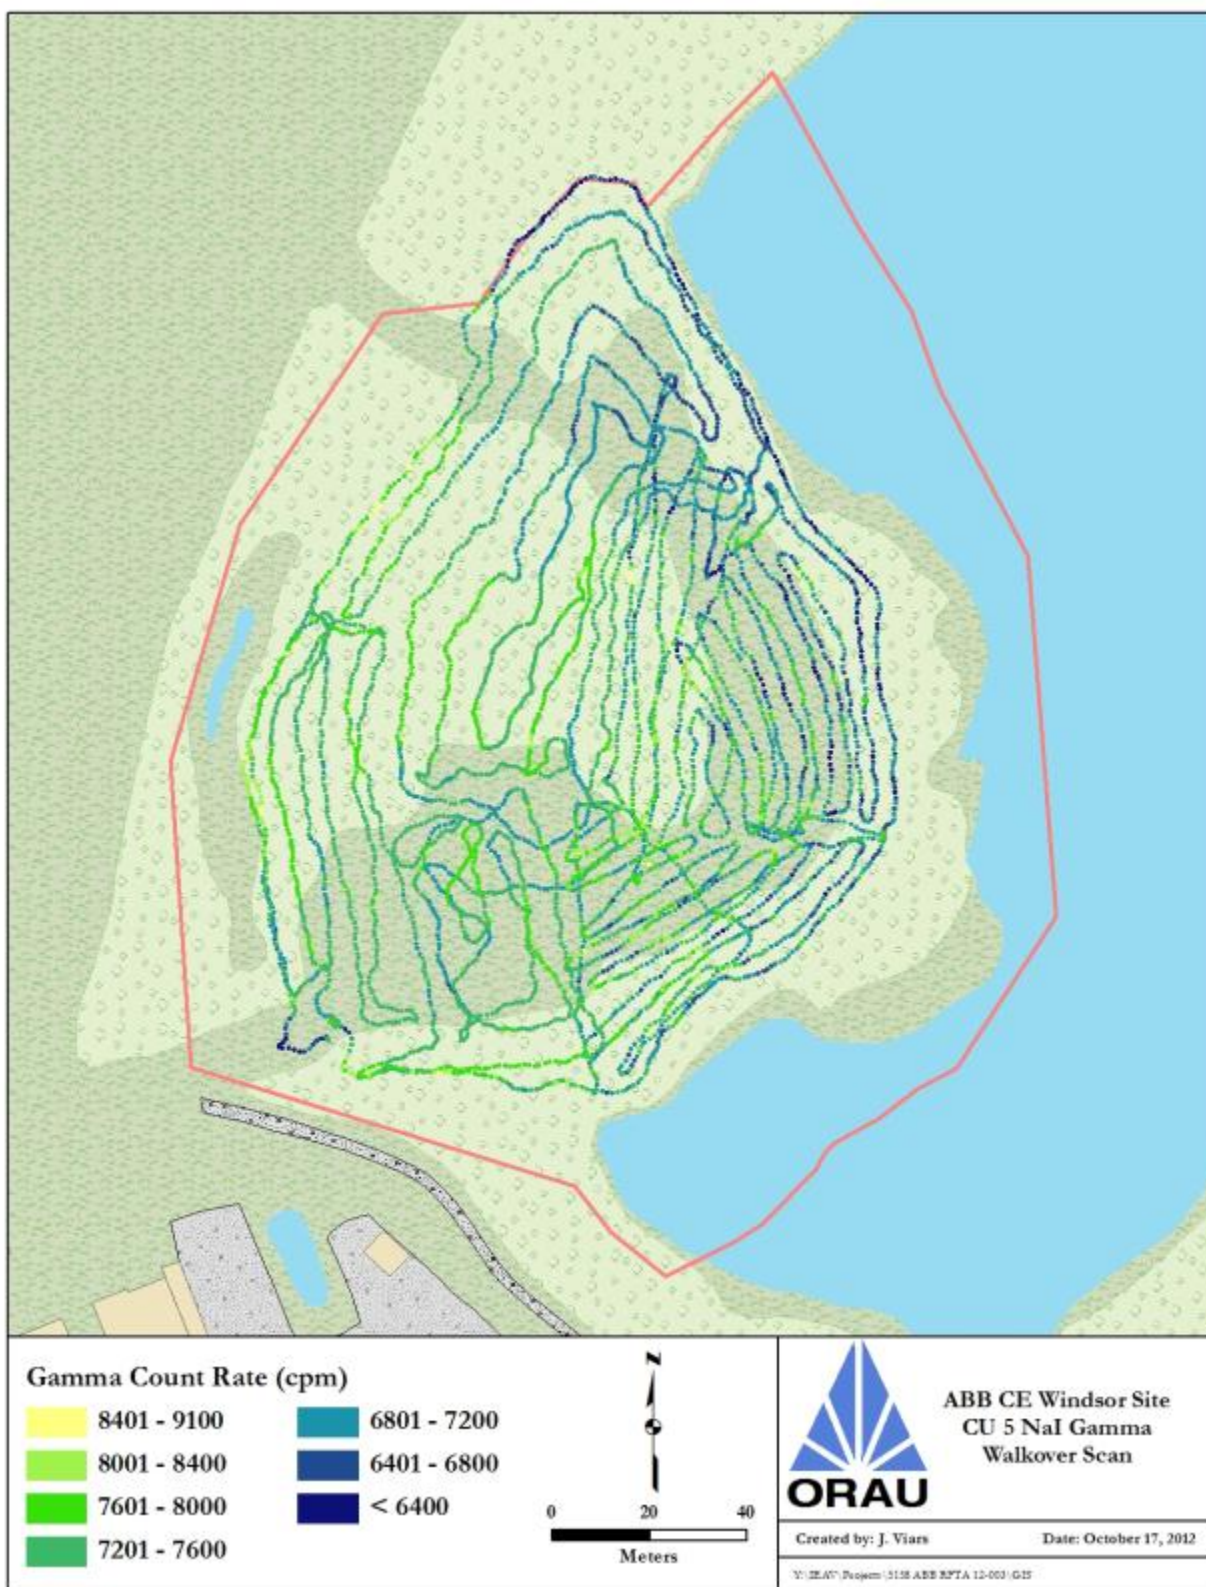 Gamma Count Rate (cpm)
8401 - 9100
8001 - 8400
7601 - 8000
7201 - 7600
6801 - 7200
6401 - 6800
< 6400
N
0 20 40
Meters
ORAU
ABB CE Windsor Site
CU 5 NaI Gamma
Walkover Scan
Created by: J. Viars Date: October 17, 2012